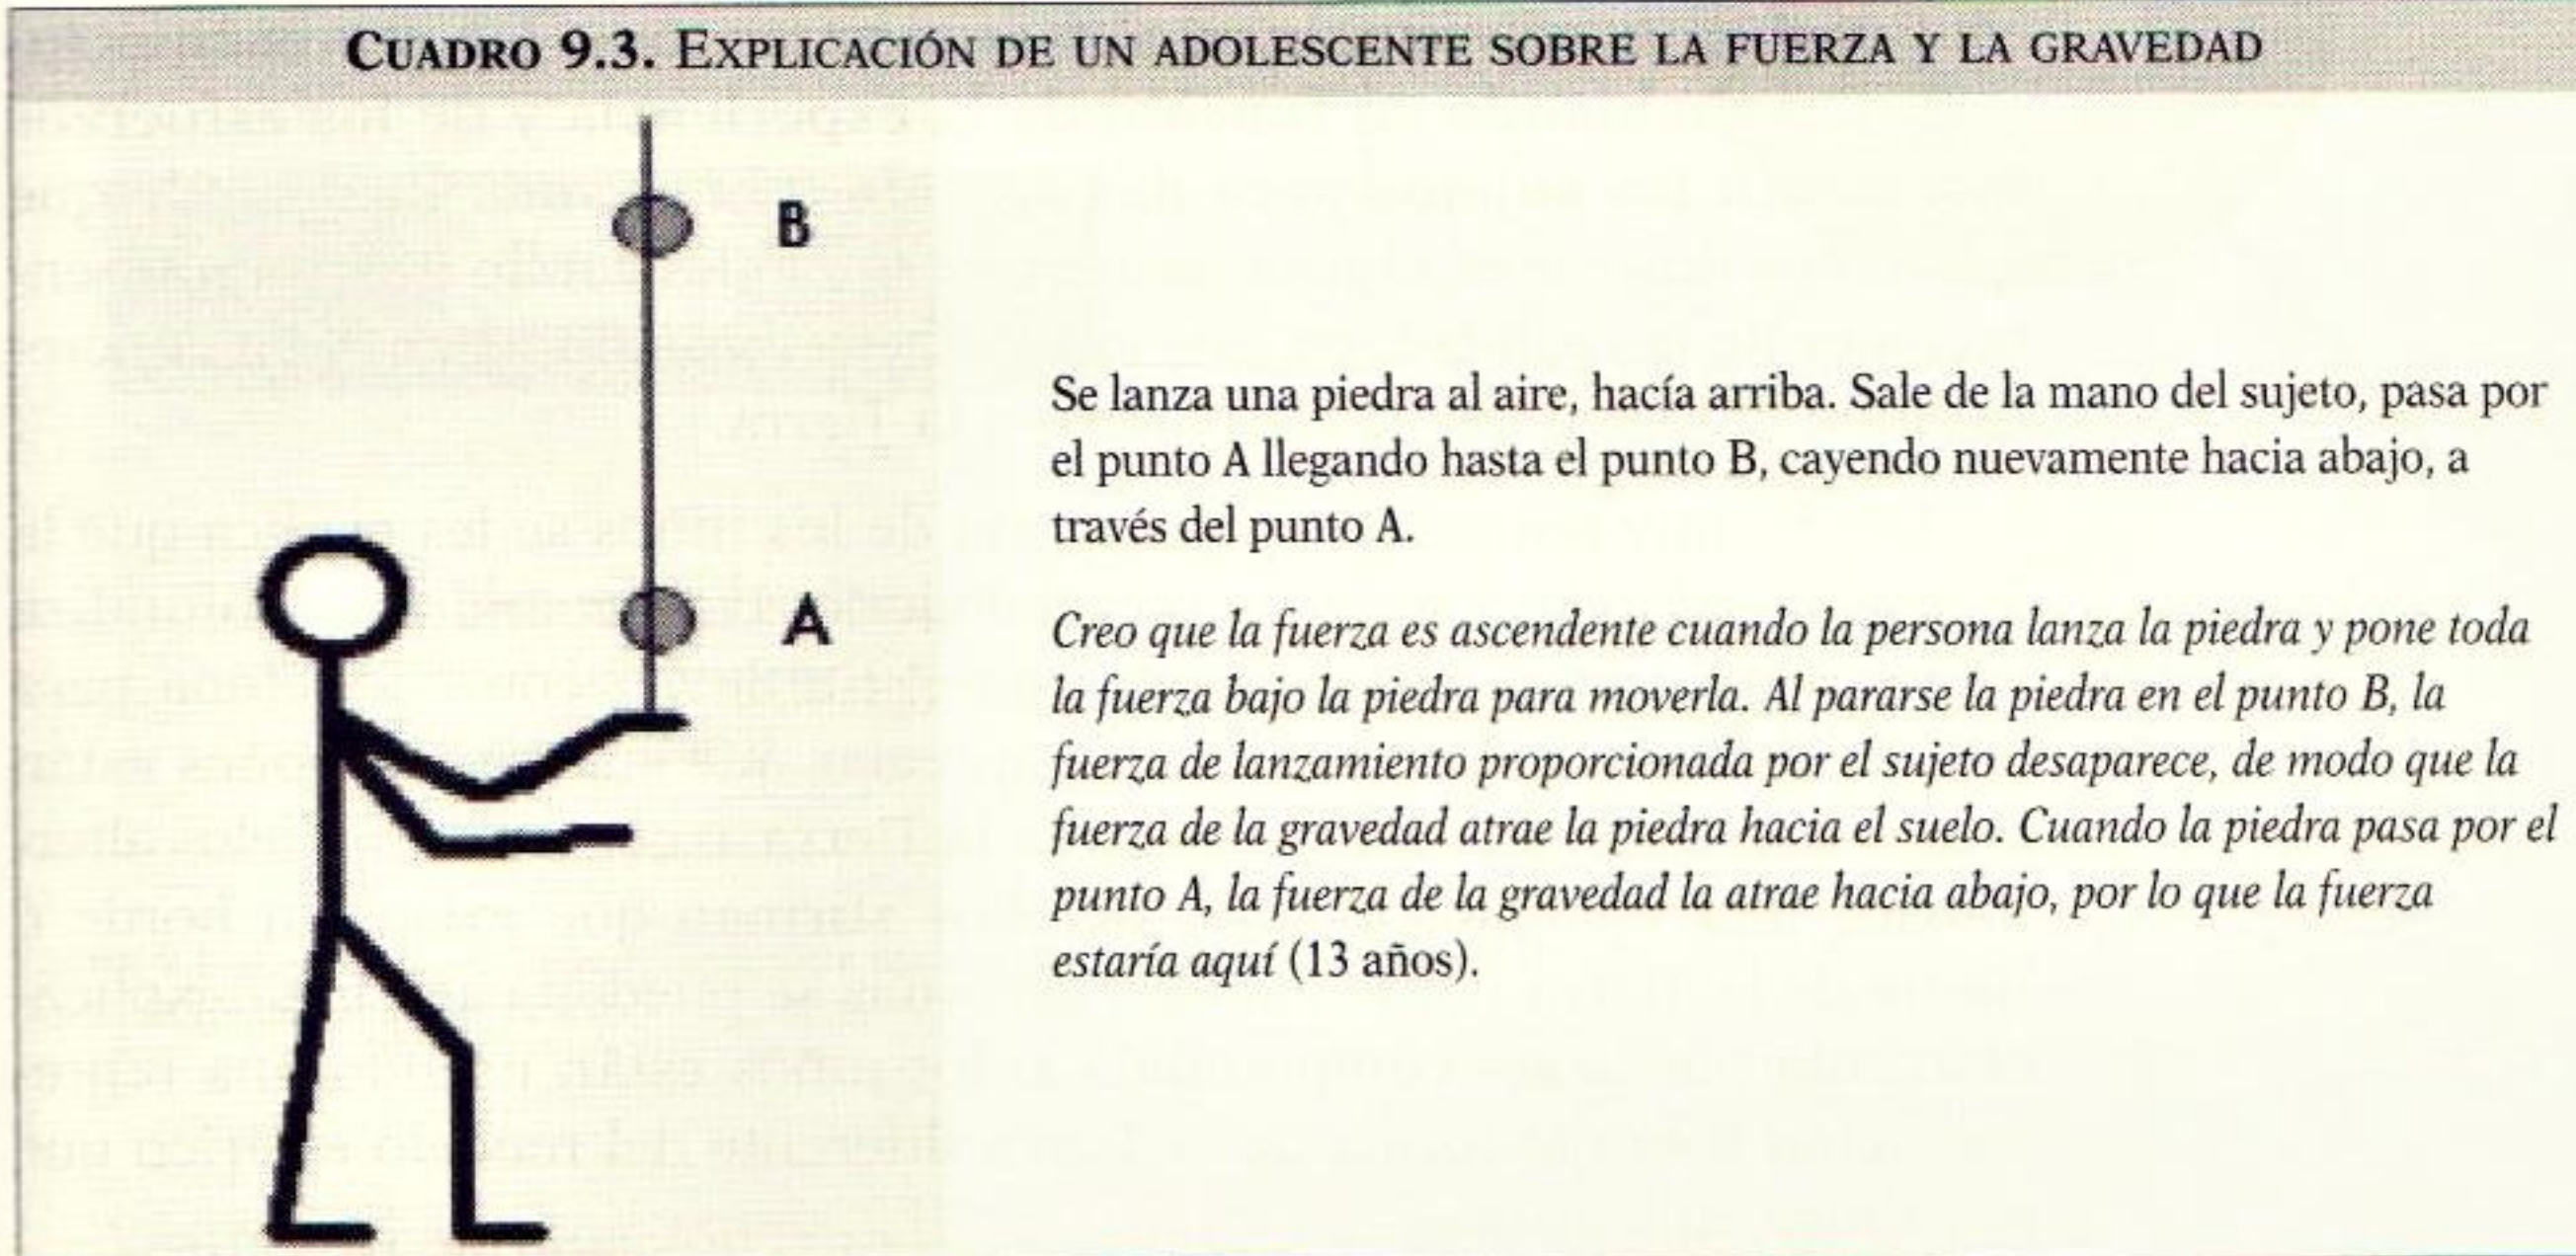 CUADRO 9.3. EXPLICACIÓN DE UN ADOLESCENTE SOBRE LA FUERZA Y LA GRAVEDAD
B
A
Se lanza una piedra al aire, hacía arriba. Sale de la mano del sujeto, pasa por
el punto A llegando hasta el punto B, cayendo nuevamente hacia abajo, a
través del punto A.
Creo que la fuerza es ascendente cuando la persona lanza la piedra y pone toda
la fuerza bajo la piedra para moverla. Al pararse la piedra en el punto B, la
fuerza de lanzamiento proporcionada por el sujeto desaparece, de modo que la
fuerza de la gravedad atrae la piedra hacia el suelo. Cuando la piedra pasa por el
punto A, la fuerza de la gravedad la atrae hacia abajo, por lo que la fuerza
estaría aquí (13 años).